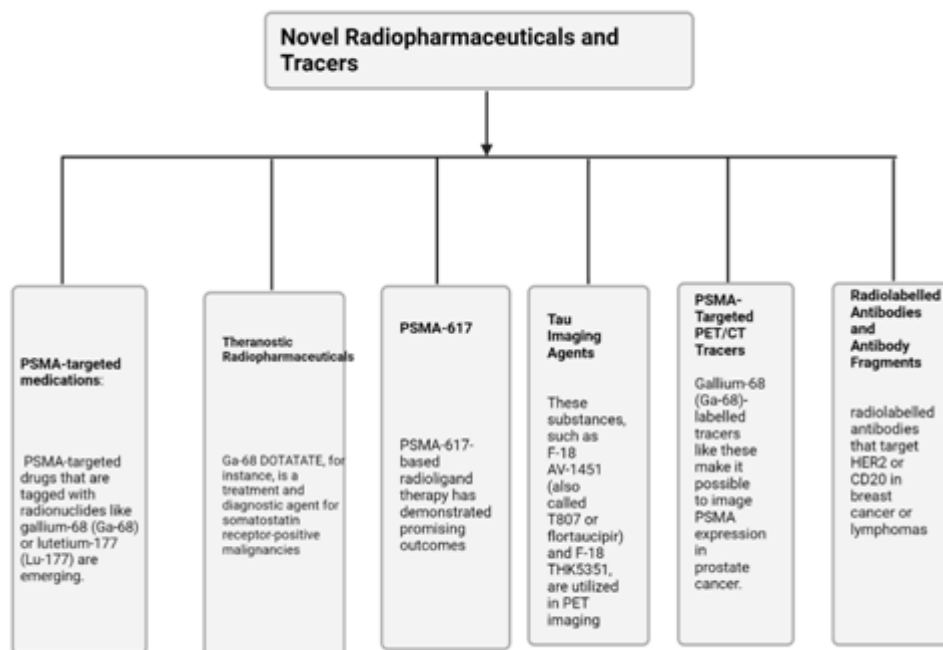 Novel Radiopharmaceuticals and
Tracers
PSMA-targeted
medications:
PSMA-targeted
drugs that are
tagged with
radionuclides like
gallium-68 (Ga-68)
or lutetium-177
(Lu-177) are
emerging.
Theranostic
Radiopharmaceuticals
Ga-68 DOTATATE, for
instance, is a
treatment and
diagnostic agent for
somatostatin
receptor-positive
malignancies
PSMA-617
PSMA-617-
based
radioligand
therapy has
demonstrated
promising
outcomes
Tau
Imaging
Agents
These
substances,
such as
F-18
AV-1451
(also
called
T807 or
flortaucipir)
and F-18
THK5351,
are utilized
in PET
imaging
PSMA-
Targeted
PET/CT
Tracers
Gallium-68
(Ga-68)-
labelled
tracers
like these
make it
possible
to image
PSMA
expression
in
prostate
cancer.
Radiolabelled
Antibodies
and
Antibody
Fragments
radiolabelled
antibodies
that target
HER2 or
CD20 in
breast
cancer or
lymphomas